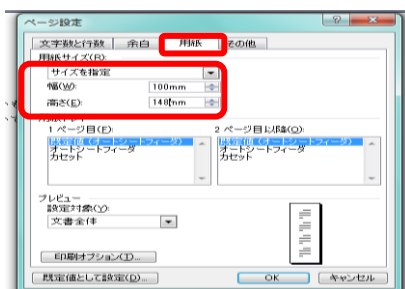 ページ設定
文字数と行数 余白 用紙 その他
用紙サイズ(R):
サイズを指定
幅(W): 100mm
高さ(E): 148mm
1 ページ目(F): 2 ページ目以降(O):
既定値 (オートシートフィーダ) 既定値 (オートシートフィーダ)
オートシートフィーダ オートシートフィーダ
カセット カセット
プレビュー
設定対象(Y):
文書全体
印刷オプション(T)...
既定値として設定(D)... OK キャンセル